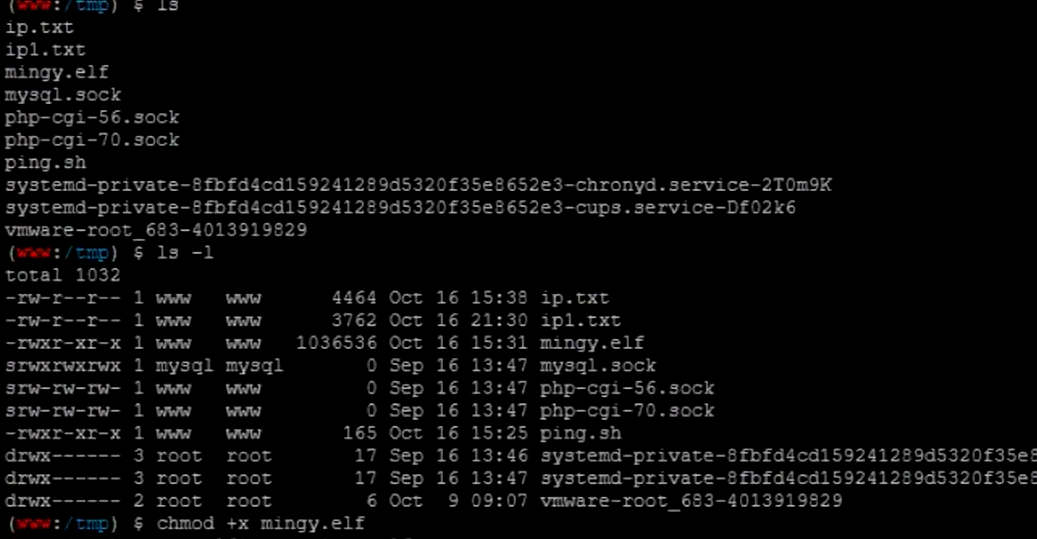 (www:/tmp) $ ls
ip.txt
ip1.txt
mingy.elf
mysql.sock
php-cgi-56.sock
php-cgi-70.sock
ping.sh
systemd-private-8fbfd4cd159241289d5320f35e8652e3-chronyd.service-2T0m9K
systemd-private-8fbfd4cd159241289d5320f35e8652e3-cups.service-Df02k6
vmware-root_683-4013919829
(www:/tmp) $ ls -l
total 1032
-rw-r--r-- 1 www   www      4464 Oct 16 15:38 ip.txt
-rw-r--r-- 1 www   www      3762 Oct 16 21:30 ip1.txt
-rwxr-xr-x 1 www   www   1036536 Oct 16 15:31 mingy.elf
srwxrwxrwx 1 mysql mysql       0 Sep 16 13:47 mysql.sock
srw-rw-rw- 1 www   www         0 Sep 16 13:47 php-cgi-56.sock
srw-rw-rw- 1 www   www         0 Sep 16 13:47 php-cgi-70.sock
-rwxr-xr-x 1 www   www       165 Oct 16 15:25 ping.sh
drwx------ 3 root  root       17 Sep 16 13:46 systemd-private-8fbfd4cd159241289d5320f35e8
drwx------ 3 root  root       17 Sep 16 13:47 systemd-private-8fbfd4cd159241289d5320f35e8
drwx------ 2 root  root        6 Oct  9 09:07 vmware-root_683-4013919829
(www:/tmp) $ chmod +x mingy.elf